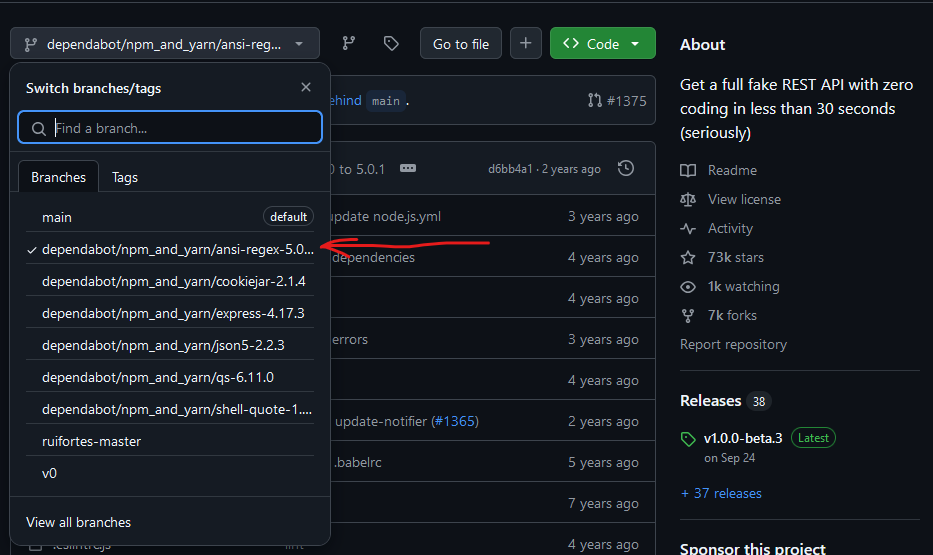 dependabot/npm_and_yarn/ansi-reg...
Go to file
Code
Switch branches/tags
Find a branch...
Branches
Tags
main
default
dependabot/npm_and_yarn/ansi-regex-5.0...
dependabot/npm_and_yarn/cookiejar-2.1.4
dependabot/npm_and_yarn/express-4.17.3
dependabot/npm_and_yarn/json5-2.2.3
dependabot/npm_and_yarn/qs-6.11.0
dependabot/npm_and_yarn/shell-quote-1....
ruifortes-master
v0
View all branches
ehind main .
#1375
to 5.0.1
d6bb4a1 · 2 years ago
update node.js.yml
3 years ago
dependencies
4 years ago
4 years ago
errors
3 years ago
4 years ago
update-notifier (#1365)
2 years ago
.babelrc
5 years ago
7 years ago
.eslintrc.js
lint
4 years ago
About
Get a full fake REST API with zero
coding in less than 30 seconds
(seriously)
Readme
View license
Activity
73k stars
1k watching
7k forks
Report repository
Releases 38
v1.0.0-beta.3 Latest
on Sep 24
+ 37 releases
Sponsor this project